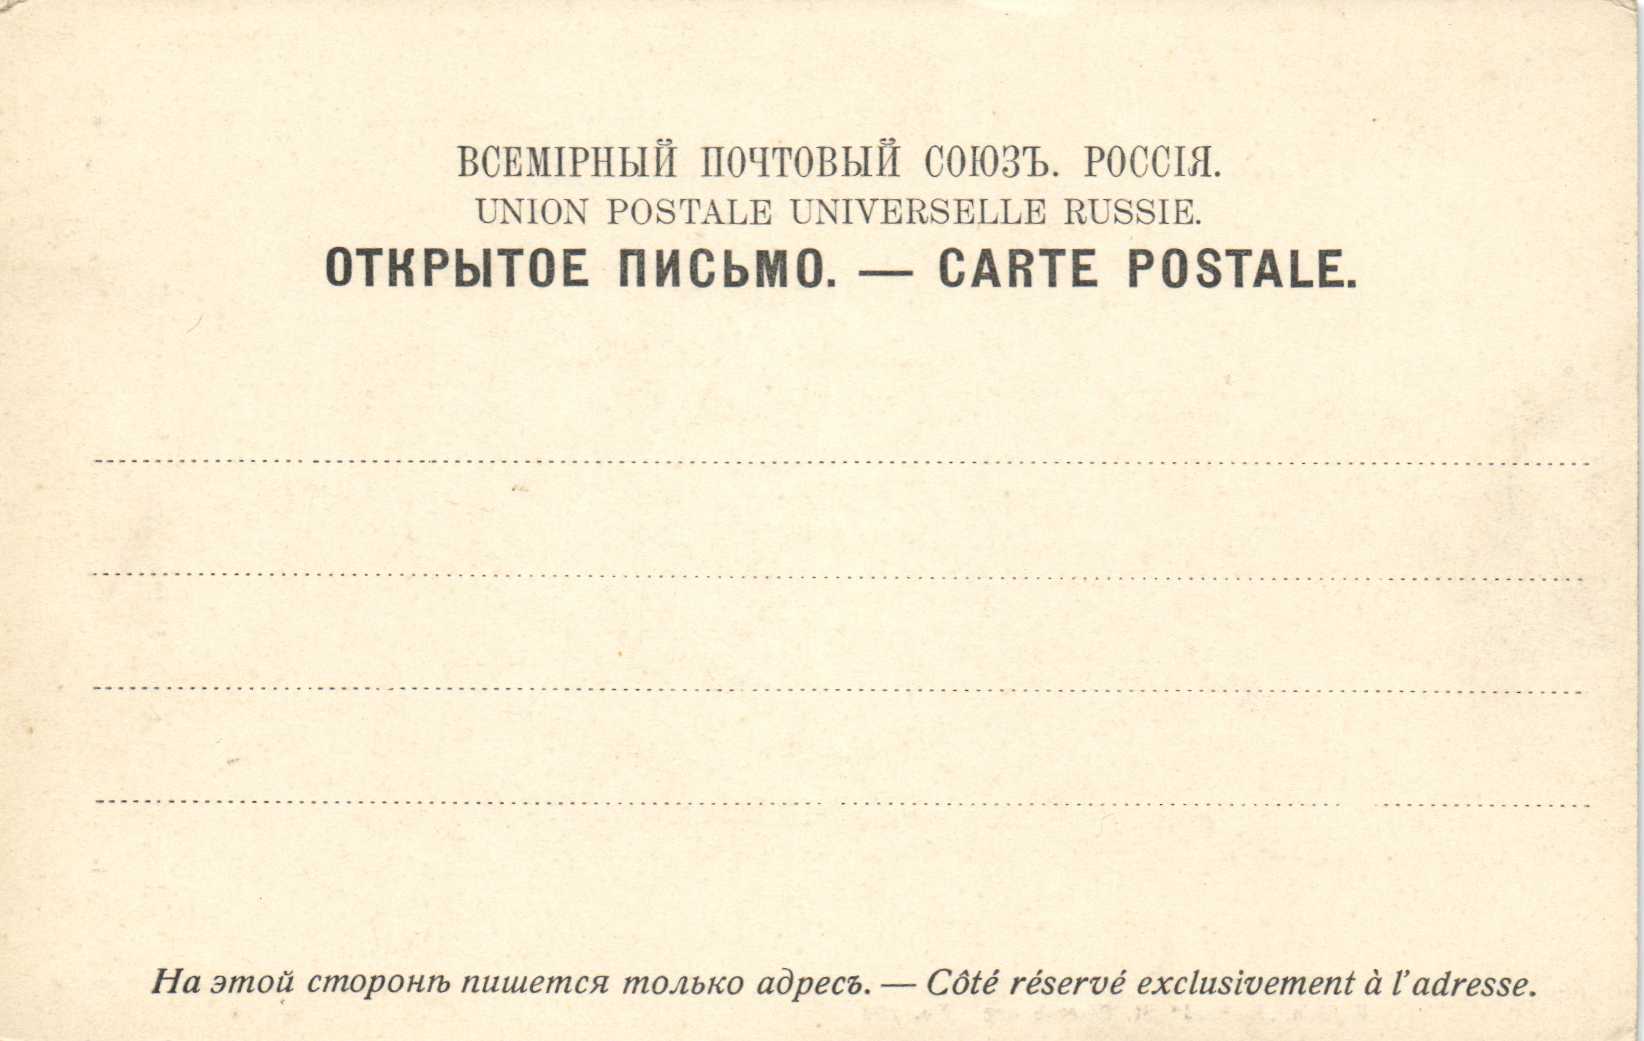 ВСЕМІРНЫЙ ПОЧТОВЫЙ СОЮЗЪ. РОССІЯ.
UNION POSTALE UNIVERSELLE RUSSIE.
ОТКРЫТОЕ ПИСЬМО. — CARTE POSTALE.
На этой сторонѣ пишется только адресъ. — Côté réservé exclusivement à l'adresse.